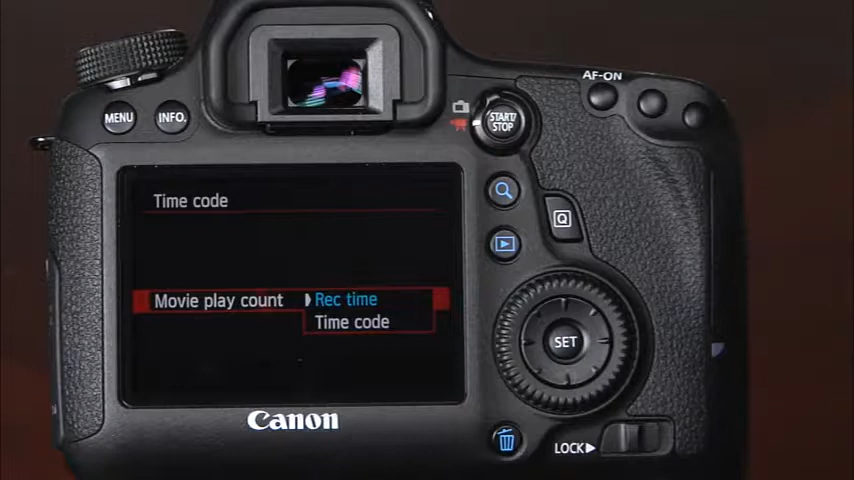 AF-ON
MENU
INFO.
START/
STOP
Time code
Q
Movie play count
Rec time
Time code
SET
Canon
LOCK